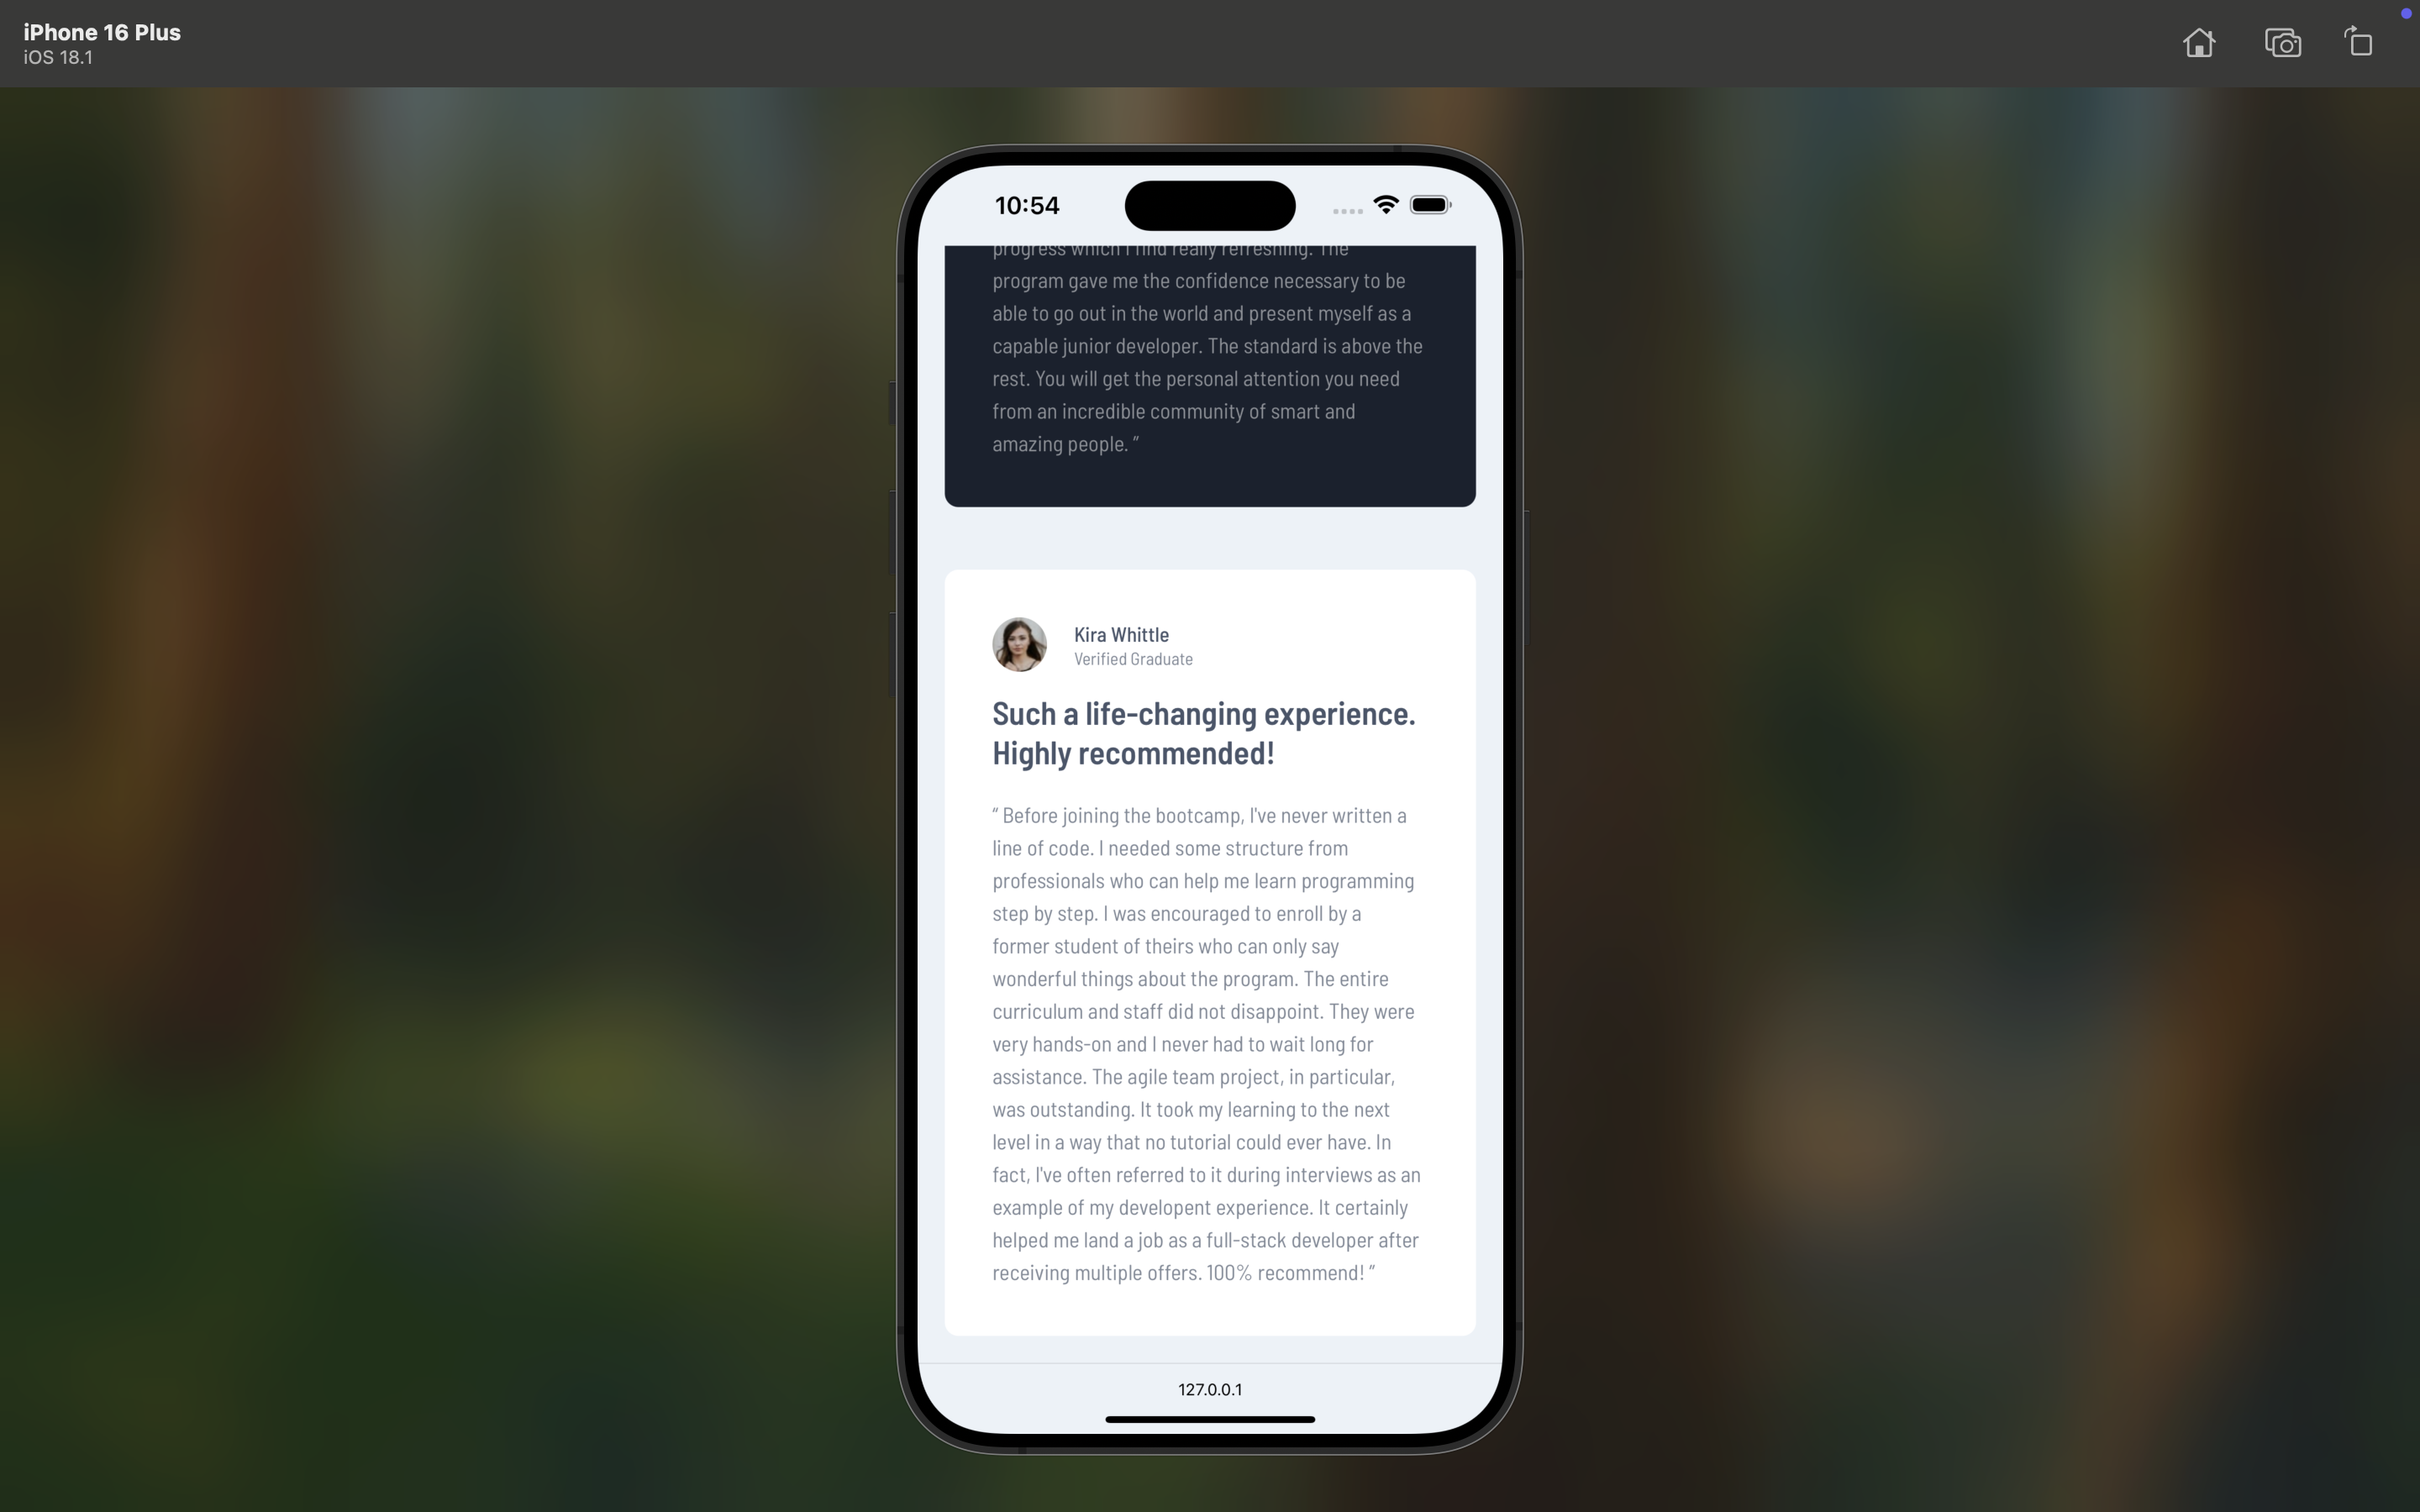 iPhone 16 Plus
iOS 18.1
10:54
progress which I find really refreshing. The
program gave me the confidence necessary to be
able to go out in the world and present myself as a
capable junior developer. The standard is above the
rest. You will get the personal attention you need
from an incredible community of smart and
amazing people. ”
Kira Whittle
Verified Graduate
Such a life-changing experience.
Highly recommended!
“ Before joining the bootcamp, I've never written a
line of code. I needed some structure from
professionals who can help me learn programming
step by step. I was encouraged to enroll by a
former student of theirs who can only say
wonderful things about the program. The entire
curriculum and staff did not disappoint. They were
very hands-on and I never had to wait long for
assistance. The agile team project, in particular,
was outstanding. It took my learning to the next
level in a way that no tutorial could ever have. In
fact, I've often referred to it during interviews as an
example of my developent experience. It certainly
helped me land a job as a full-stack developer after
receiving multiple offers. 100% recommend! ”
127.0.0.1